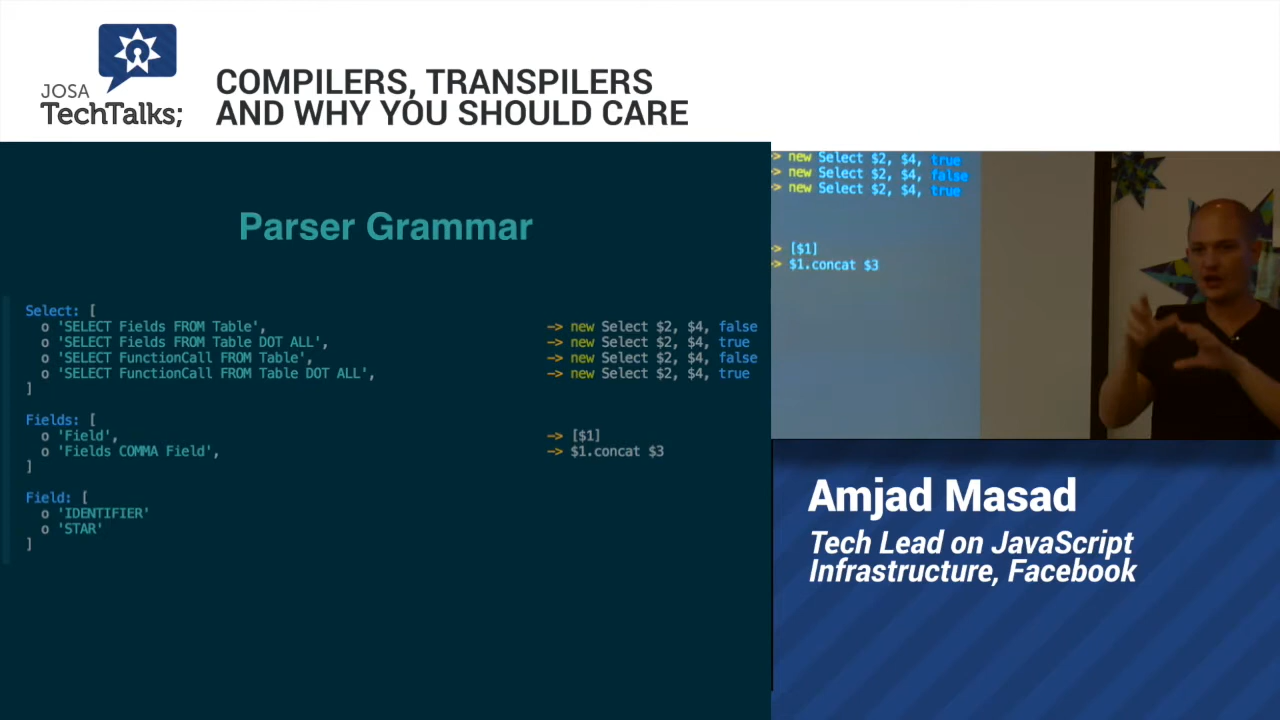 JOSA
TechTalks;
COMPILERS, TRANSPILERS
AND WHY YOU SHOULD CARE
Parser Grammar
Select: [
o 'SELECT Fields FROM Table', -> new Select $2, $4, false
o 'SELECT Fields FROM Table DOT ALL', -> new Select $2, $4, true
o 'SELECT FunctionCall FROM Table', -> new Select $2, $4, false
o 'SELECT FunctionCall FROM Table DOT ALL', -> new Select $2, $4, true
]
Fields: [
o 'Field', -> [$1]
o 'Fields COMMA Field', -> $1.concat $3
]
Field: [
o 'IDENTIFIER'
o 'STAR'
]
> new Select $2, $4, true
> new Select $2, $4, false
> new Select $2, $4, true
> [$1]
> $1.concat $3
Amjad Masad
Tech Lead on JavaScript
Infrastructure, Facebook